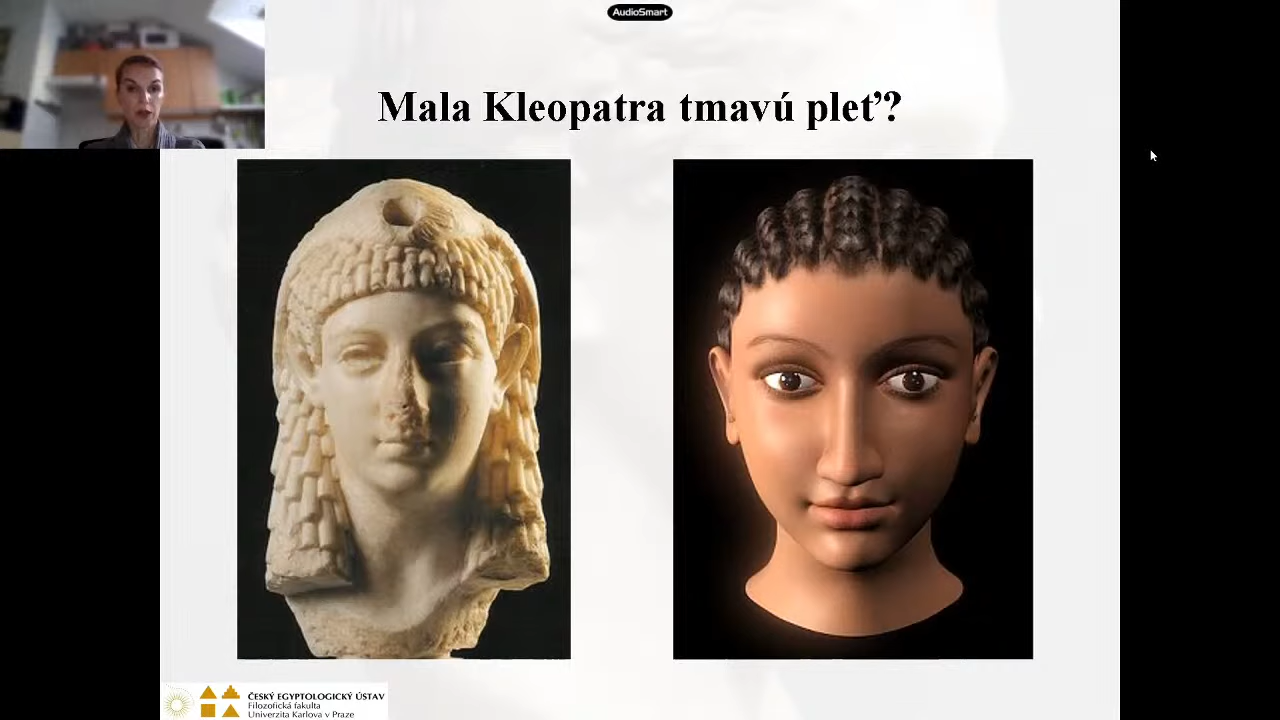 AudioSmart
Mala Kleopatra tmavú pleť?
ČESKÝ EGYPTOLOGICKÝ ÚSTAV
Filozofická fakulta
Univerzita Karlova v Praze